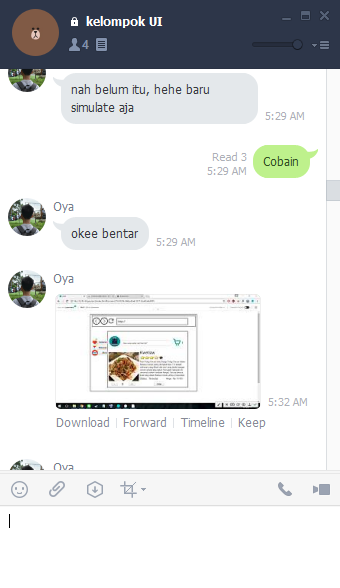 kelompok UI
4
nah belum itu, hehe baru
simulate aja
5:29 AM
Read 3
5:29 AM
Cobain
Oya
okee bentar
5:29 AM
Oya
5:32 AM
Download | Forward | Timeline | Keep
Oya